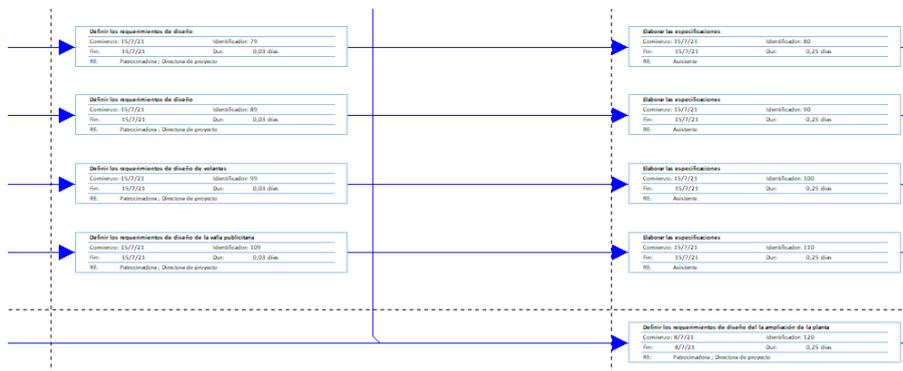 Definir los requerimientos de diseño
Comienzo: 15/7/21 Identificador: 79
Fin: 15/7/21 Dur: 0,03 días
RE: Patrocinadora ; Directora de proyecto
Elaborar las especificaciones
Comienzo: 15/7/21 Identificador: 80
Fin: 15/7/21 Dur: 0,25 días
RE: Asistente
Definir los requerimientos de diseño
Comienzo: 15/7/21 Identificador: 89
Fin: 15/7/21 Dur: 0,03 días
RE: Patrocinadora ; Directora de proyecto
Elaborar las especificaciones
Comienzo: 15/7/21 Identificador: 90
Fin: 15/7/21 Dur: 0,25 días
RE: Asistente
Definir los requerimientos de diseño de volantes
Comienzo: 15/7/21 Identificador: 99
Fin: 15/7/21 Dur: 0,03 días
RE: Patrocinadora ; Directora de proyecto
Elaborar las especificaciones
Comienzo: 15/7/21 Identificador: 100
Fin: 15/7/21 Dur: 0,25 días
RE: Asistente
Definir los requerimientos de diseño de la valla publicitaria
Comienzo: 15/7/21 Identificador: 109
Fin: 15/7/21 Dur: 0,03 días
RE: Patrocinadora ; Directora de proyecto
Elaborar las especificaciones
Comienzo: 15/7/21 Identificador: 110
Fin: 15/7/21 Dur: 0,25 días
RE: Asistente
Definir los requerimientos de diseño del la ampliación de la planta
Comienzo: 8/7/21 Identificador: 120
Fin: 8/7/21 Dur: 0,25 días
RE: Patrocinadora ; Directora de proyecto